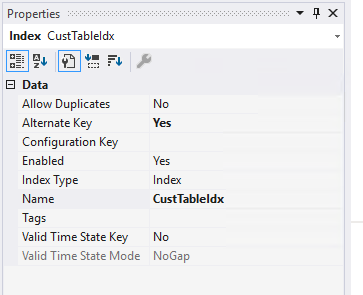 Properties
Index CustTableIdx
Data
Allow Duplicates No
Alternate Key Yes
Configuration Key
Enabled Yes
Index Type Index
Name CustTableIdx
Tags
Valid Time State Key No
Valid Time State Mode NoGap